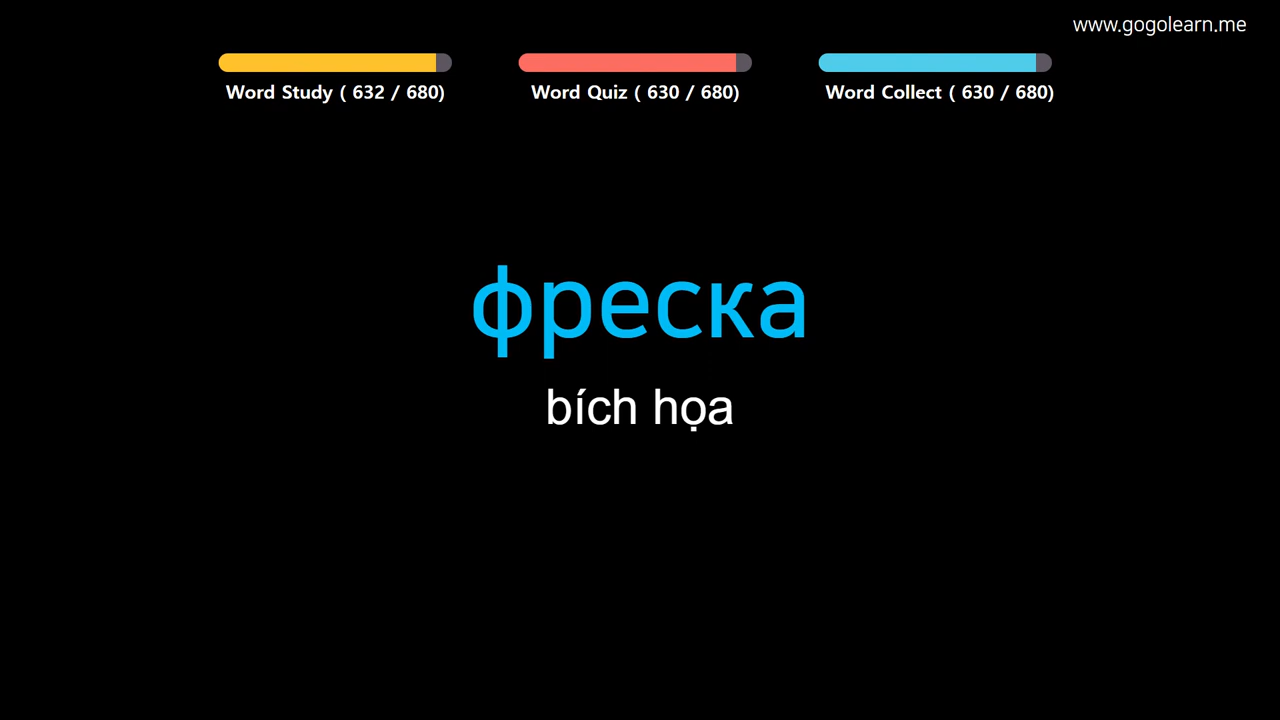 www.gogolearn.me
Word Study ( 632 / 680)
Word Quiz ( 630 / 680)
Word Collect ( 630 / 680)
фреска
bích họa